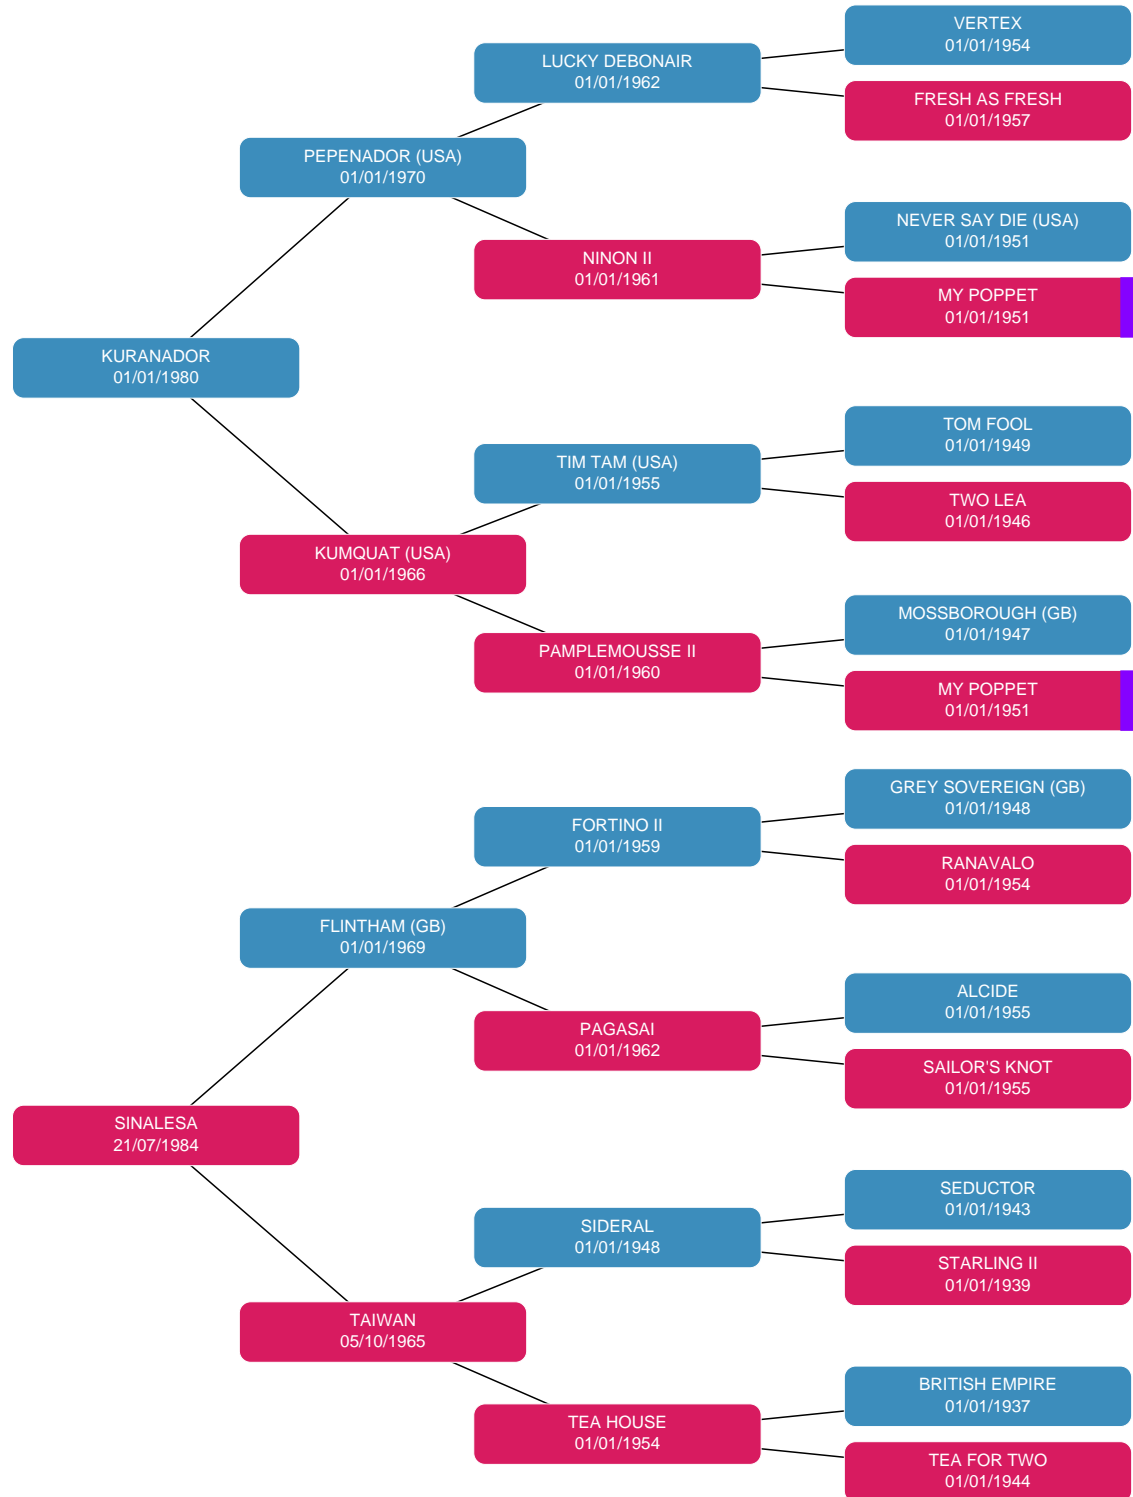 VERTEX
01/01/1954
LUCKY DEBONAIR
01/01/1962
FRESH AS FRESH
01/01/1957
PEPENADOR (USA)
01/01/1970
NEVER SAY DIE (USA)
01/01/1951
NINON II
01/01/1961
MY POPPET
01/01/1951
KURANADOR
01/01/1980
TOM FOOL
01/01/1949
TIM TAM (USA)
01/01/1955
TWO LEA
01/01/1946
KUMQUAT (USA)
01/01/1966
MOSSBOROUGH (GB)
01/01/1947
PAMPLEMOUSSE II
01/01/1960
MY POPPET
01/01/1951
GREY SOVEREIGN (GB)
01/01/1948
FORTINO II
01/01/1959
RANAVALO
01/01/1954
FLINTHAM (GB)
01/01/1969
ALCIDE
01/01/1955
PAGASAI
01/01/1962
SAILOR'S KNOT
01/01/1955
SINALESA
21/07/1984
SEDUCTOR
01/01/1943
SIDERAL
01/01/1948
STARLING II
01/01/1939
TAIWAN
05/10/1965
BRITISH EMPIRE
01/01/1937
TEA HOUSE
01/01/1954
TEA FOR TWO
01/01/1944